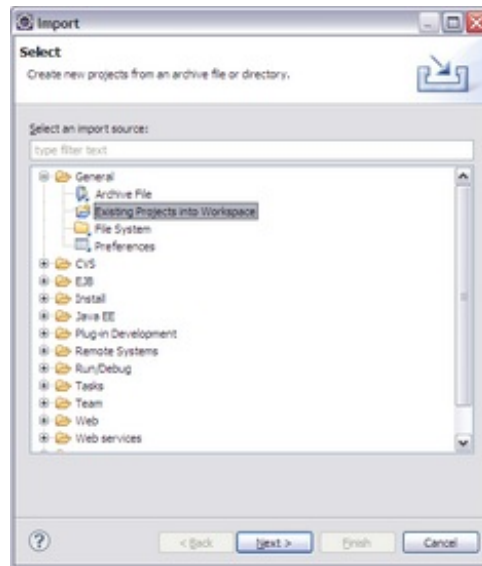 Import
Select
Create new projects from an archive file or directory.
Select an import source:
type filter text
General
Archive File
Existing Projects into Workspace
File System
Preferences
CVS
EJB
Install
Java EE
Plug-in Development
Remote Systems
Run/Debug
Tasks
Team
Web
Web services
?
< Back
Next >
Finish
Cancel